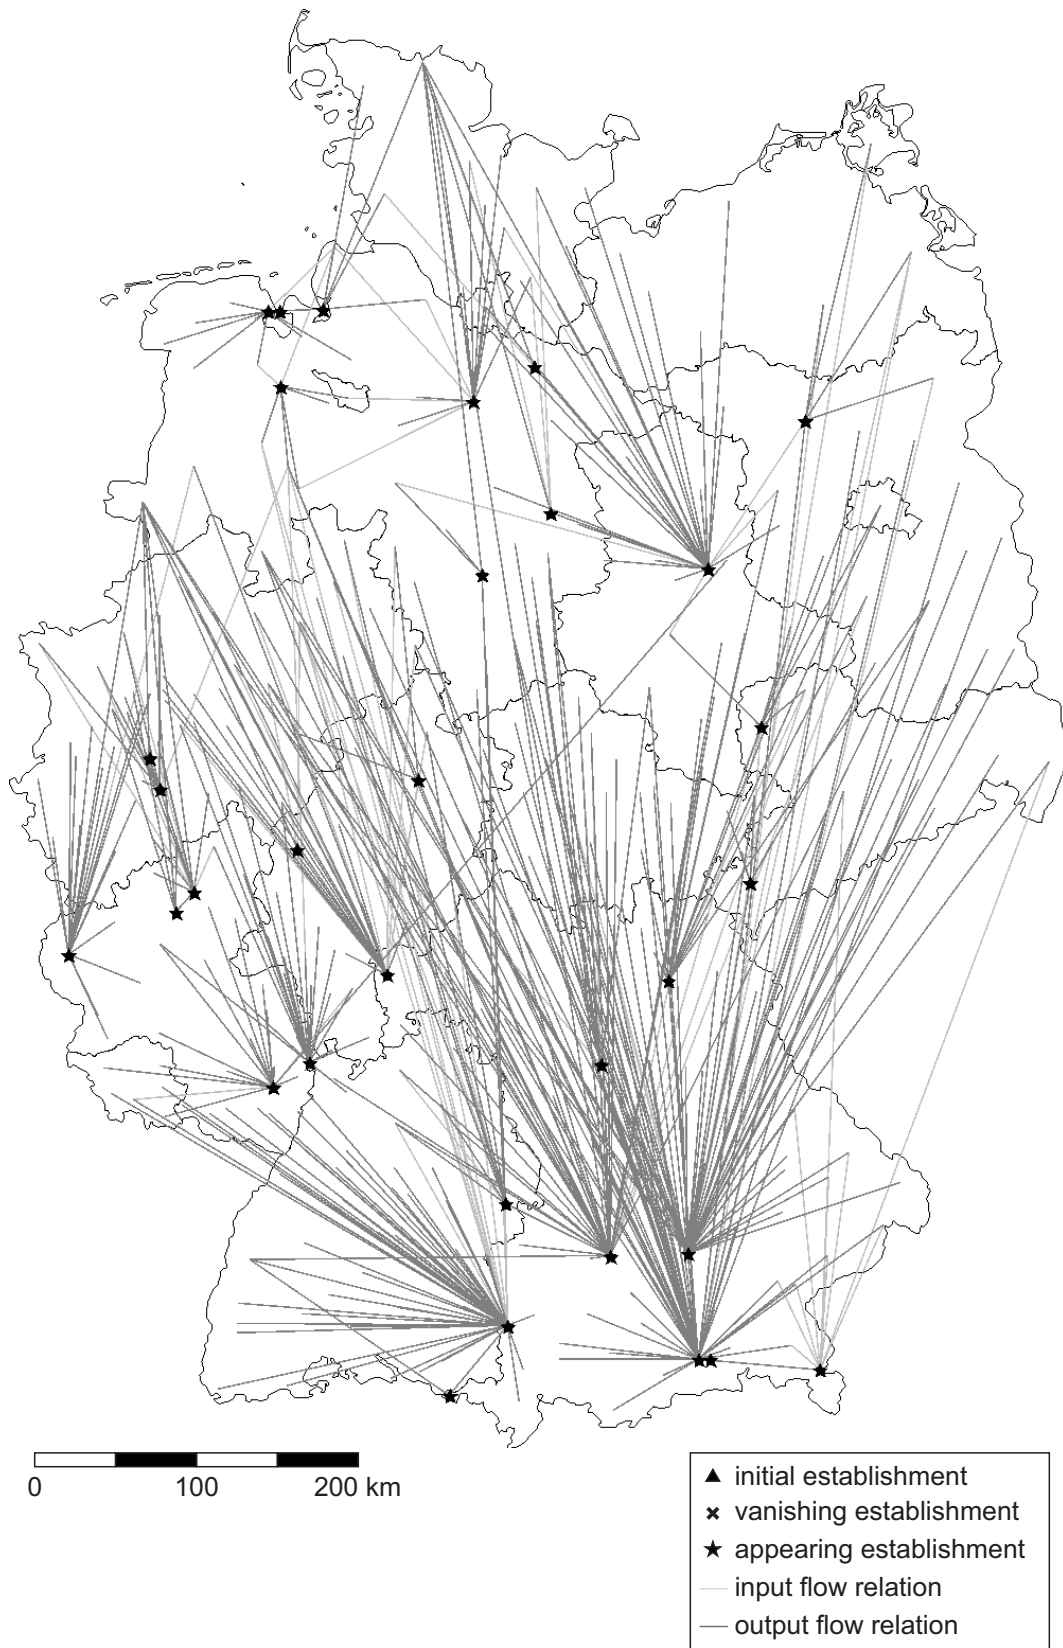 0 100 200 km
initial establishment
vanishing establishment
appearing establishment
input flow relation
output flow relation